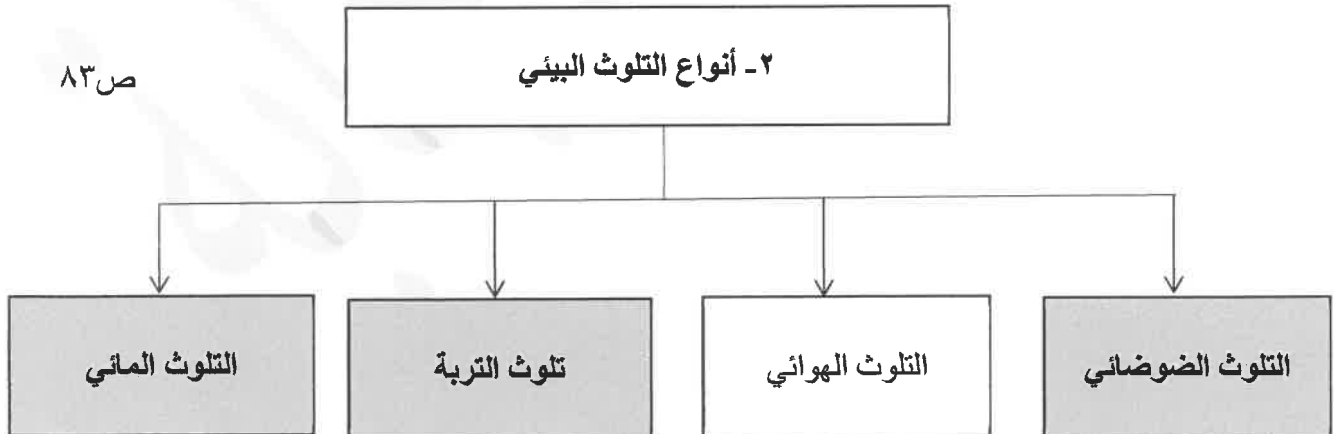 ٢- أنواع التلوث البيئي
ص٨٣
التلوث الضوضائي
التلوث الهوائي
تلوث التربة
التلوث المائي